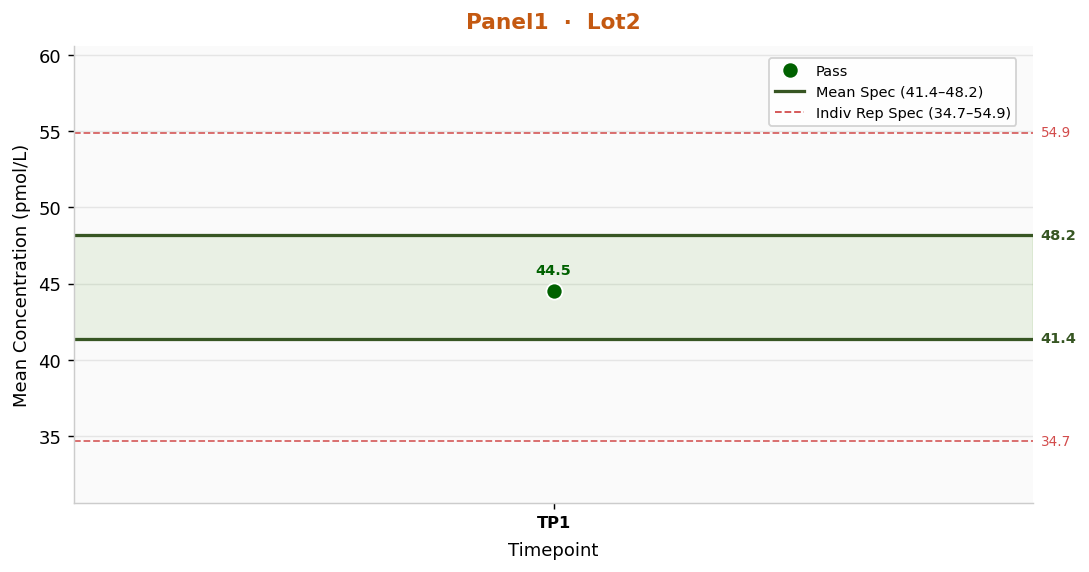 Panel1 · Lot2
Mean Concentration (pmol/L)
60
55
50
45
40
35
Pass
Mean Spec (41.4–48.2)
Indiv Rep Spec (34.7–54.9)
54.9
48.2
44.5
41.4
34.7
TP1
Timepoint